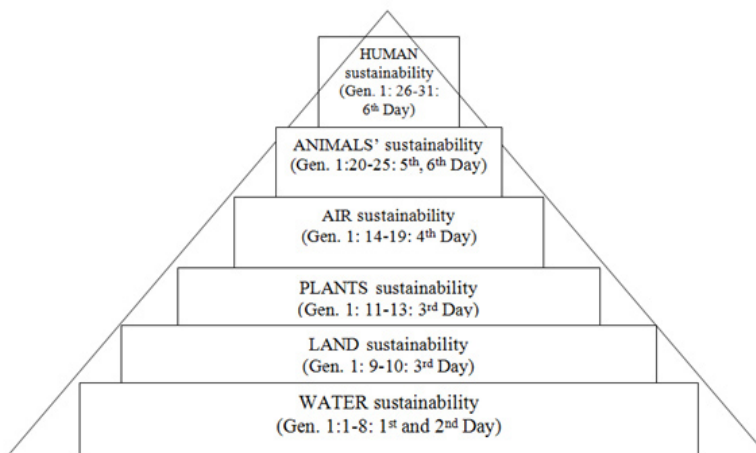 HUMAN
sustainability
(Gen. 1: 26-31:
6th Day)
ANIMALS’ sustainability
(Gen. 1:20-25: 5th, 6th Day)
AIR sustainability
(Gen. 1: 14-19: 4th Day)
PLANTS sustainability
(Gen. 1: 11-13: 3rd Day)
LAND sustainability
(Gen. 1: 9-10: 3rd Day)
WATER sustainability
(Gen. 1:1-8: 1st and 2nd Day)